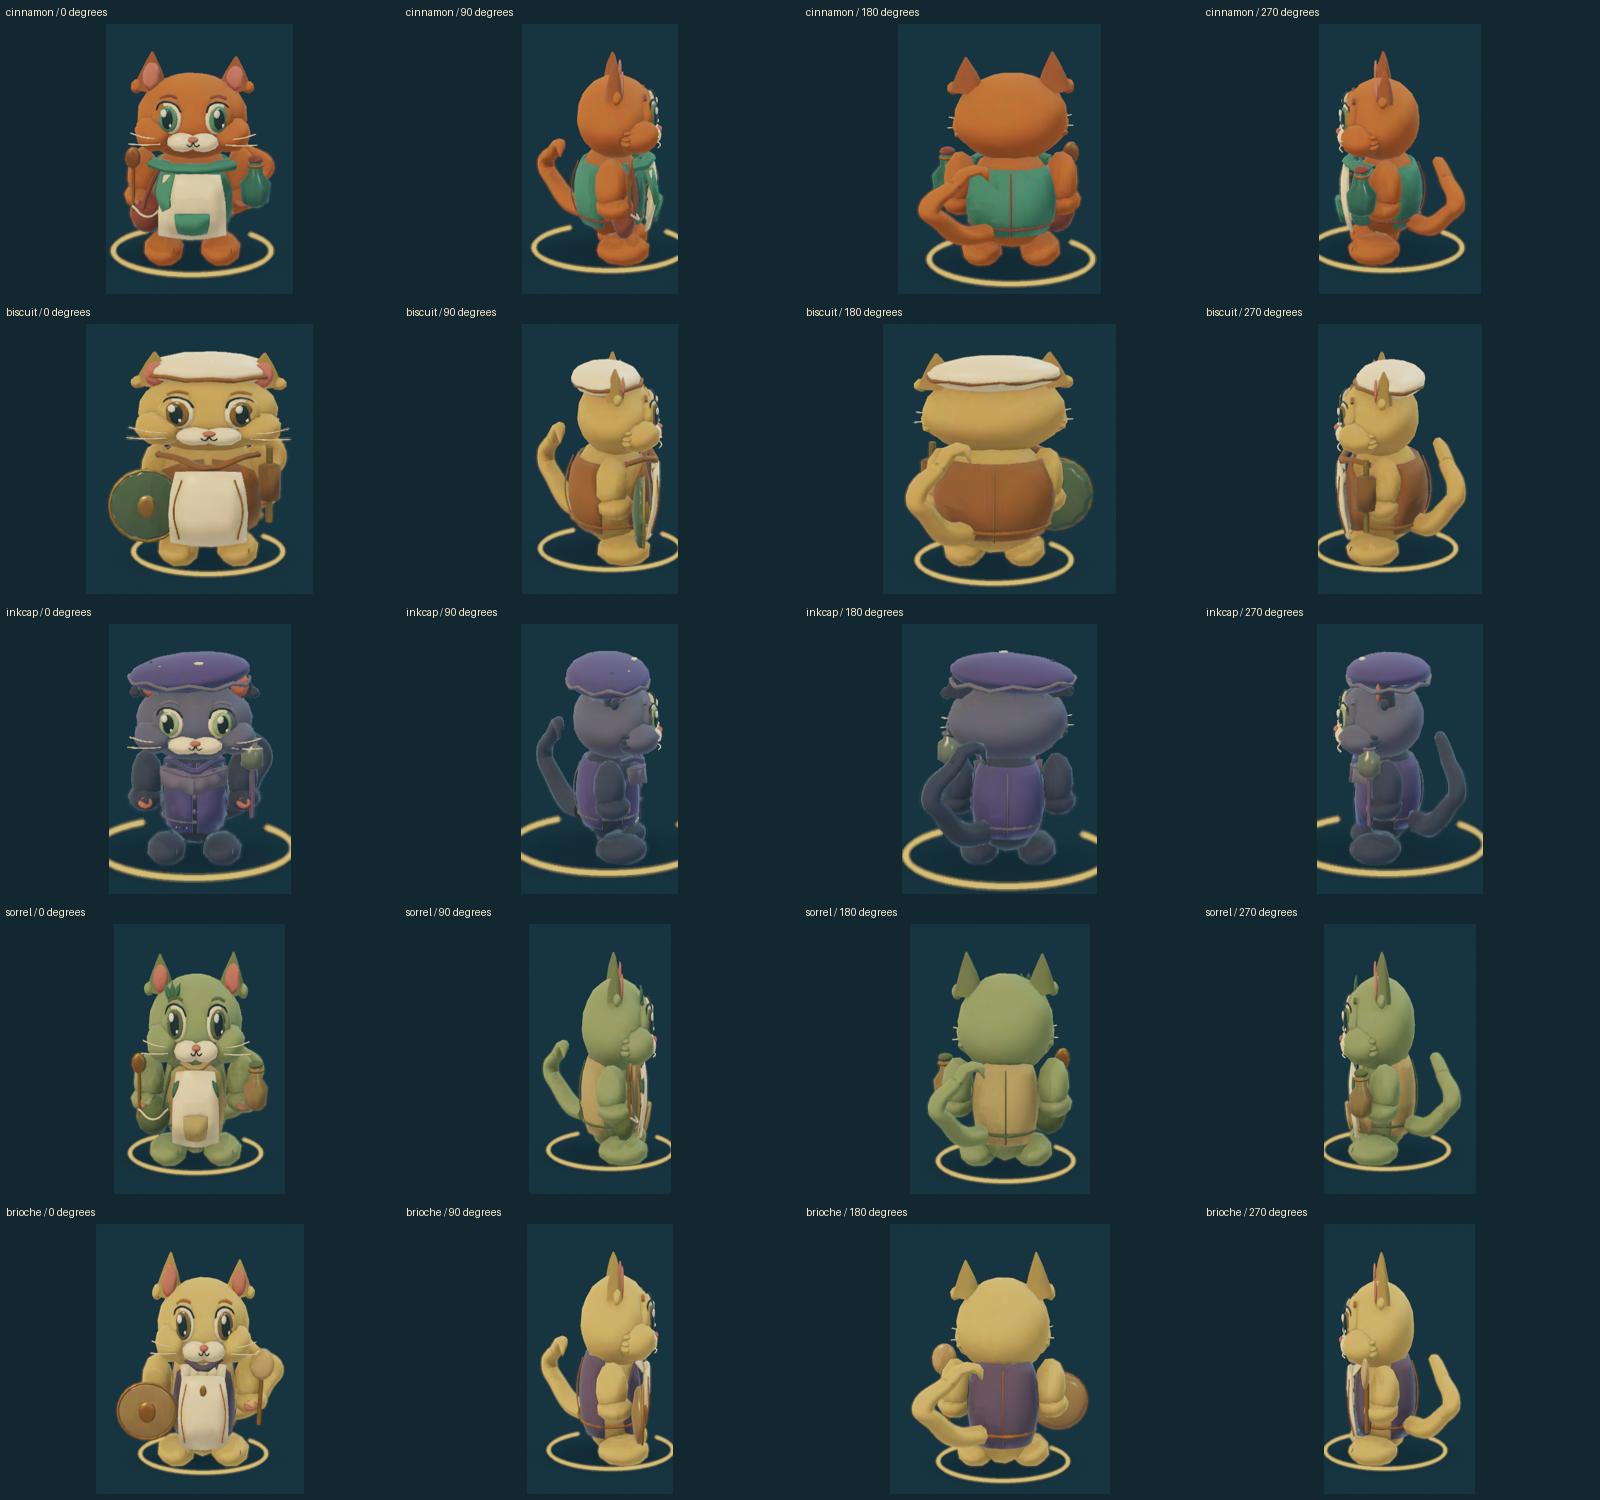 cinnamon / 0 degrees
cinnamon / 90 degrees
cinnamon / 180 degrees
cinnamon / 270 degrees
biscuit / 0 degrees
biscuit / 90 degrees
biscuit / 180 degrees
biscuit / 270 degrees
inkcap / 0 degrees
inkcap / 90 degrees
inkcap / 180 degrees
inkcap / 270 degrees
sorrel / 0 degrees
sorrel / 90 degrees
sorrel / 180 degrees
sorrel / 270 degrees
brioche / 0 degrees
brioche / 90 degrees
brioche / 180 degrees
brioche / 270 degrees